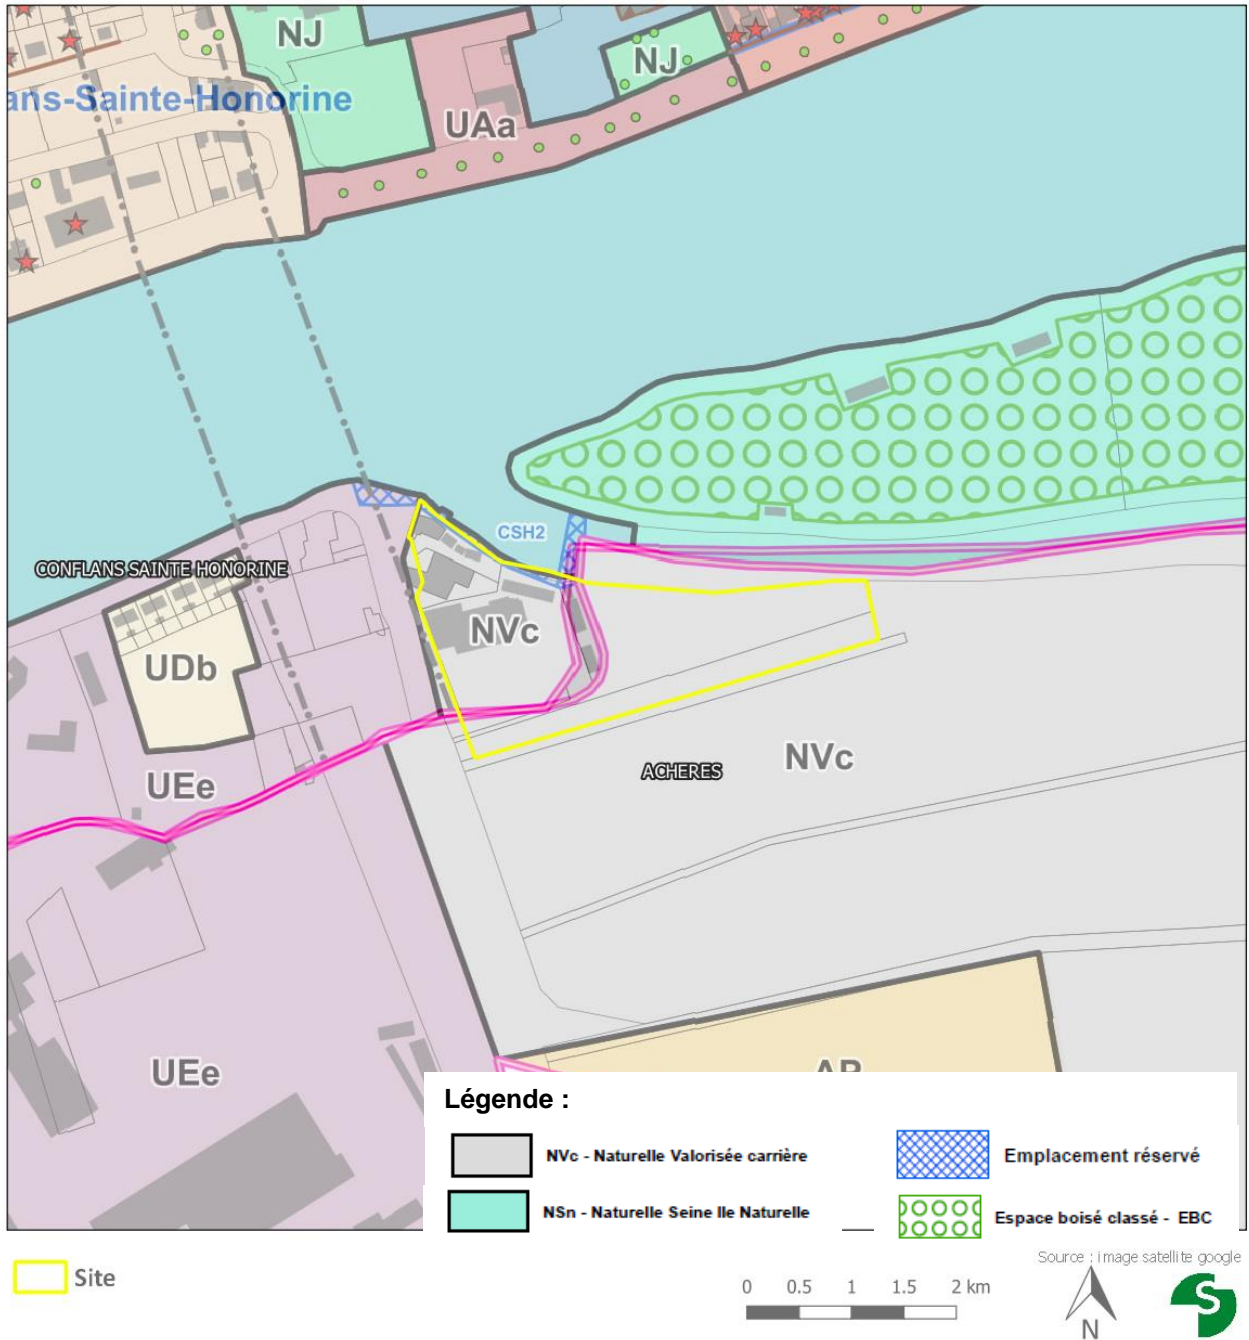 NJ
NJ
ans-Sainte-Honorine
UAa
CSH2
CONFLANS SAINTE HONORINE
NVc
UDb
ACHERES
NVc
UEe
UEe
Légende :
NVc - Naturelle Valorisée carrière
Emplacement réservé
NSn - Naturelle Seine Ile Naturelle
Espace boisé classé - EBC
Source : image satellite google
Site
0 0.5 1 1.5 2 km
N
S